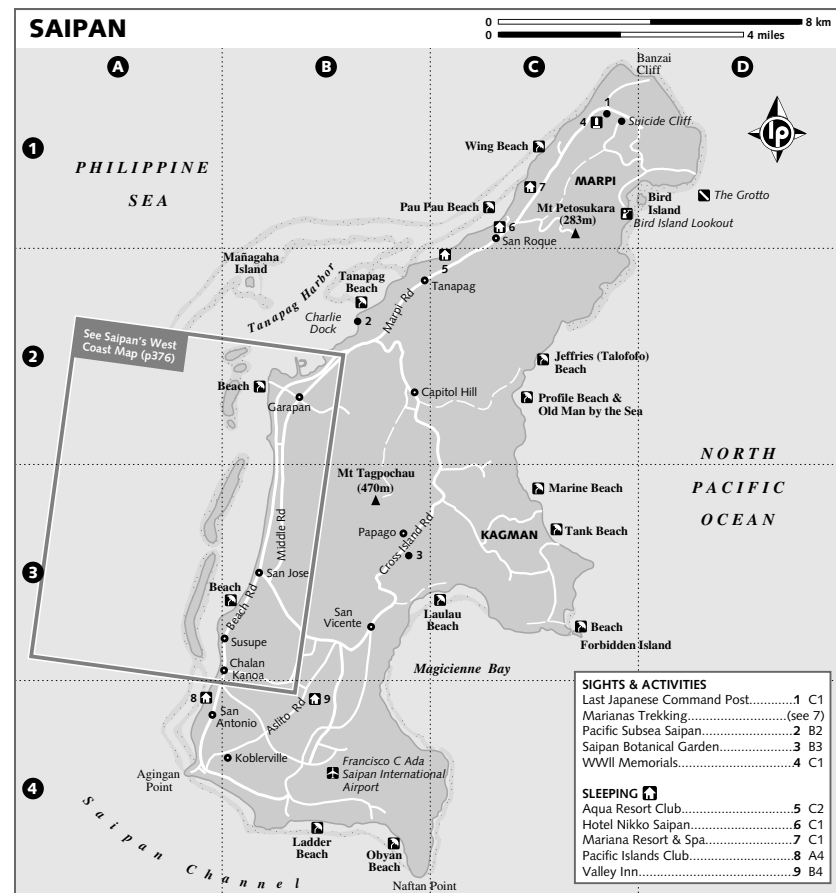 SAIPAN
0 8 km
0 4 miles
A
B
C
D
1
2
3
4
lp
PHILIPPINE
SEA
Banzai
Cliff
1
4
Suicide Cliff
Wing Beach
MARPI
7
Pau Pau Beach
Mt Petosukara
(283m)
Bird
Island
The Grotto
Bird Island Lookout
6
San Roque
5
Mañagaha
Island
Tanapag Harbor
Tanapag
Beach
Tanapag
Marpi Rd
Charlie
Dock
2
See Saipan's West
Coast Map (p376)
Beach
Garapan
Capitol Hill
Jeffries (Talofofo)
Beach
Profile Beach &
Old Man by the Sea
NORTH
PACIFIC
OCEAN
Mt Tagpochau
(470m)
Middle Rd
Papago
3
Cross Island Rd
Marine Beach
KAGMAN
Tank Beach
San Jose
Beach
Beach Rd
San
Vicente
Laulau
Beach
Beach
Forbidden Island
Susupe
Chalan
Kanoa
Magicienne Bay
8
San
Antonio
Aslito Rd
9
Koblerville
Francisco C Ada
Saipan International
Airport
Agingan
Point
Saipan Channel
Ladder
Beach
Obyan
Beach
Naftan Point
SIGHTS & ACTIVITIES
Last Japanese Command Post............1 C1
Marianas Trekking........................(see 7)
Pacific Subsea Saipan......................2 B2
Saipan Botanical Garden..................3 B3
WWII Memorials............................4 C1
SLEEPING
Aqua Resort Club...........................5 C2
Hotel Nikko Saipan.........................6 C1
Mariana Resort & Spa......................7 C1
Pacific Islands Club.........................8 A4
Valley Inn....................................9 B4